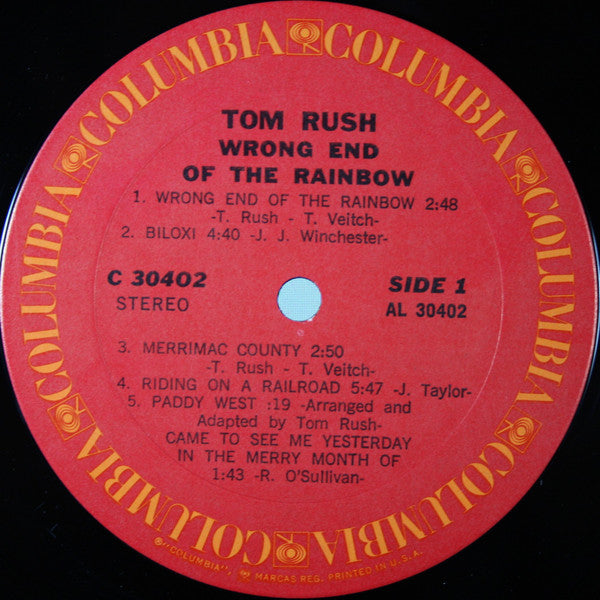 COLUMBIA COLUMBIA COLUMBIA COLUMBIA COLUMBIA COLUMBIA
TOM RUSH
WRONG END
OF THE RAINBOW
1. WRONG END OF THE RAINBOW 2:48
-T. Rush - T. Veitch-
2. BILOXI 4:40 -J. J. Winchester-
C 30402
STEREO
SIDE 1
AL 30402
3. MERRIMAC COUNTY 2:50
-T. Rush - T. Veitch-
4. RIDING ON A RAILROAD 5:47 -J. Taylor-
5. PADDY WEST :19 -Arranged and
Adapted by Tom Rush-
CAME TO SEE ME YESTERDAY
IN THE MERRY MONTH OF
1:43 -R. O'Sullivan-
"COLUMBIA", MARCAS REG. PRINTED IN U.S.A.